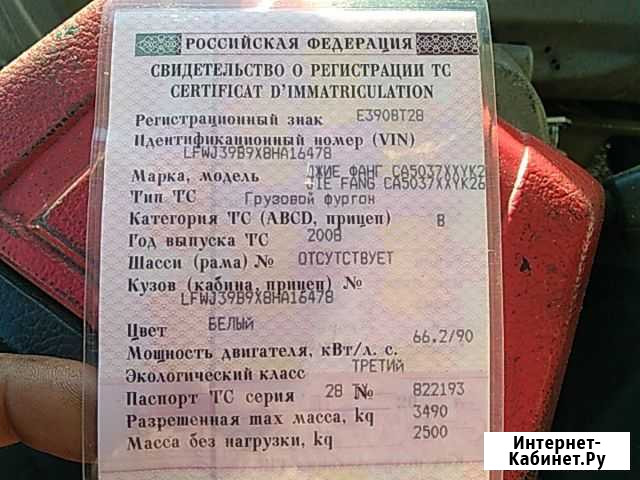 РОССИЙСКАЯ ФЕДЕРАЦИЯ
СВИДЕТЕЛЬСТВО О РЕГИСТРАЦИИ ТС
CERTIFICAT D'IMMATRICULATION
Регистрационный знак Е390ВТ28
Идентификационный номер (VIN)
LFWJ39B9X8HA16478
Марка, модель ДЖИЕ ФАНГ CA5037XXYK26
JIE FANG CA5037XXYK26
Тип ТС Грузовой фургон
Категория ТС (ABCD, прицеп) B
Год выпуска ТС 2008
Шасси (рама) № ОТСУТСТВУЕТ
Кузов (кабина, прицеп) №
LFWJ39B9X8HA16478
Цвет БЕЛЫЙ
Мощность двигателя, кВт/л. с. 66.2/90
Экологический класс ТРЕТИЙ
Паспорт ТС серия 28 № 822193
Разрешенная max масса, kg 3490
Масса без нагрузки, kg 2500
Интернет-
Кабинет.Ру